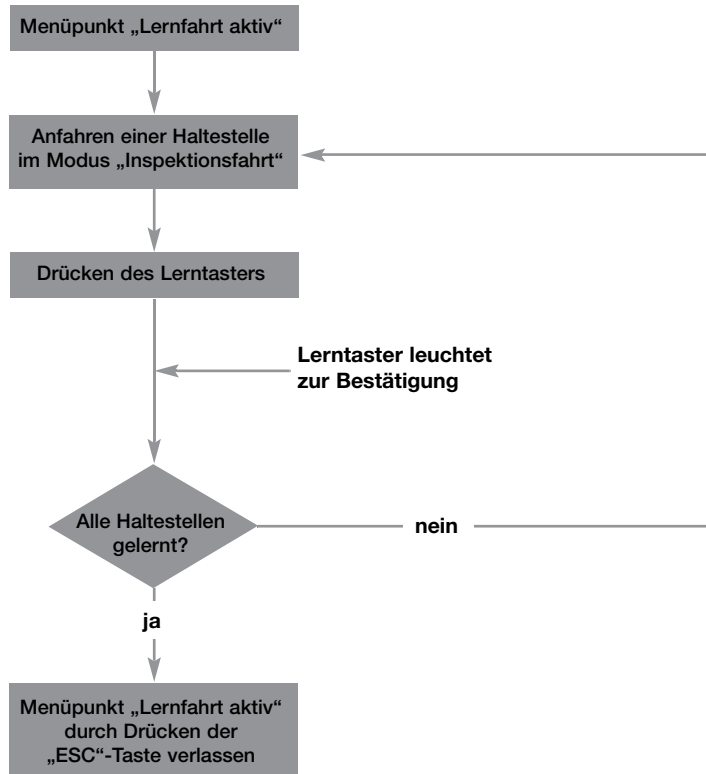 Menüpunkt „Lernfahrt aktiv“
Anfahren einer Haltestelle
im Modus „Inspektionsfahrt“
Drücken des Lerntasters
Lerntaster leuchtet
zur Bestätigung
Alle Haltestellen
gelernt?
nein
ja
Menüpunkt „Lernfahrt aktiv“
durch Drücken der
„ESC“-Taste verlassen